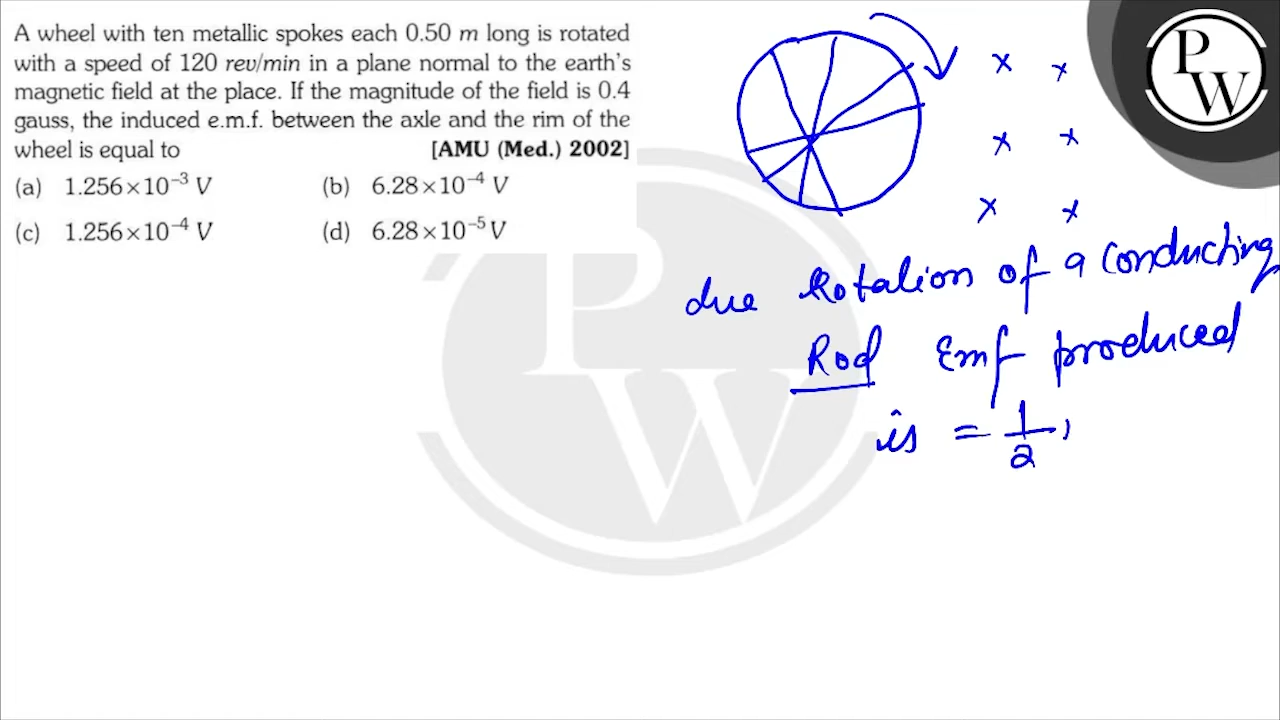 A wheel with ten metallic spokes each 0.50 m long is rotated
with a speed of 120 rev/min in a plane normal to the earth's
magnetic field at the place. If the magnitude of the field is 0.4
gauss, the induced e.m.f. between the axle and the rim of the
wheel is equal to [AMU (Med.) 2002]
(a) 1.256×10⁻³ V (b) 6.28×10⁻⁴ V
(c) 1.256×10⁻⁴ V (d) 6.28×10⁻⁵ V
P
W
x x
x x
x x
due Rotation of a Conducting
Rod Emf produced
is = 1/2
P
W